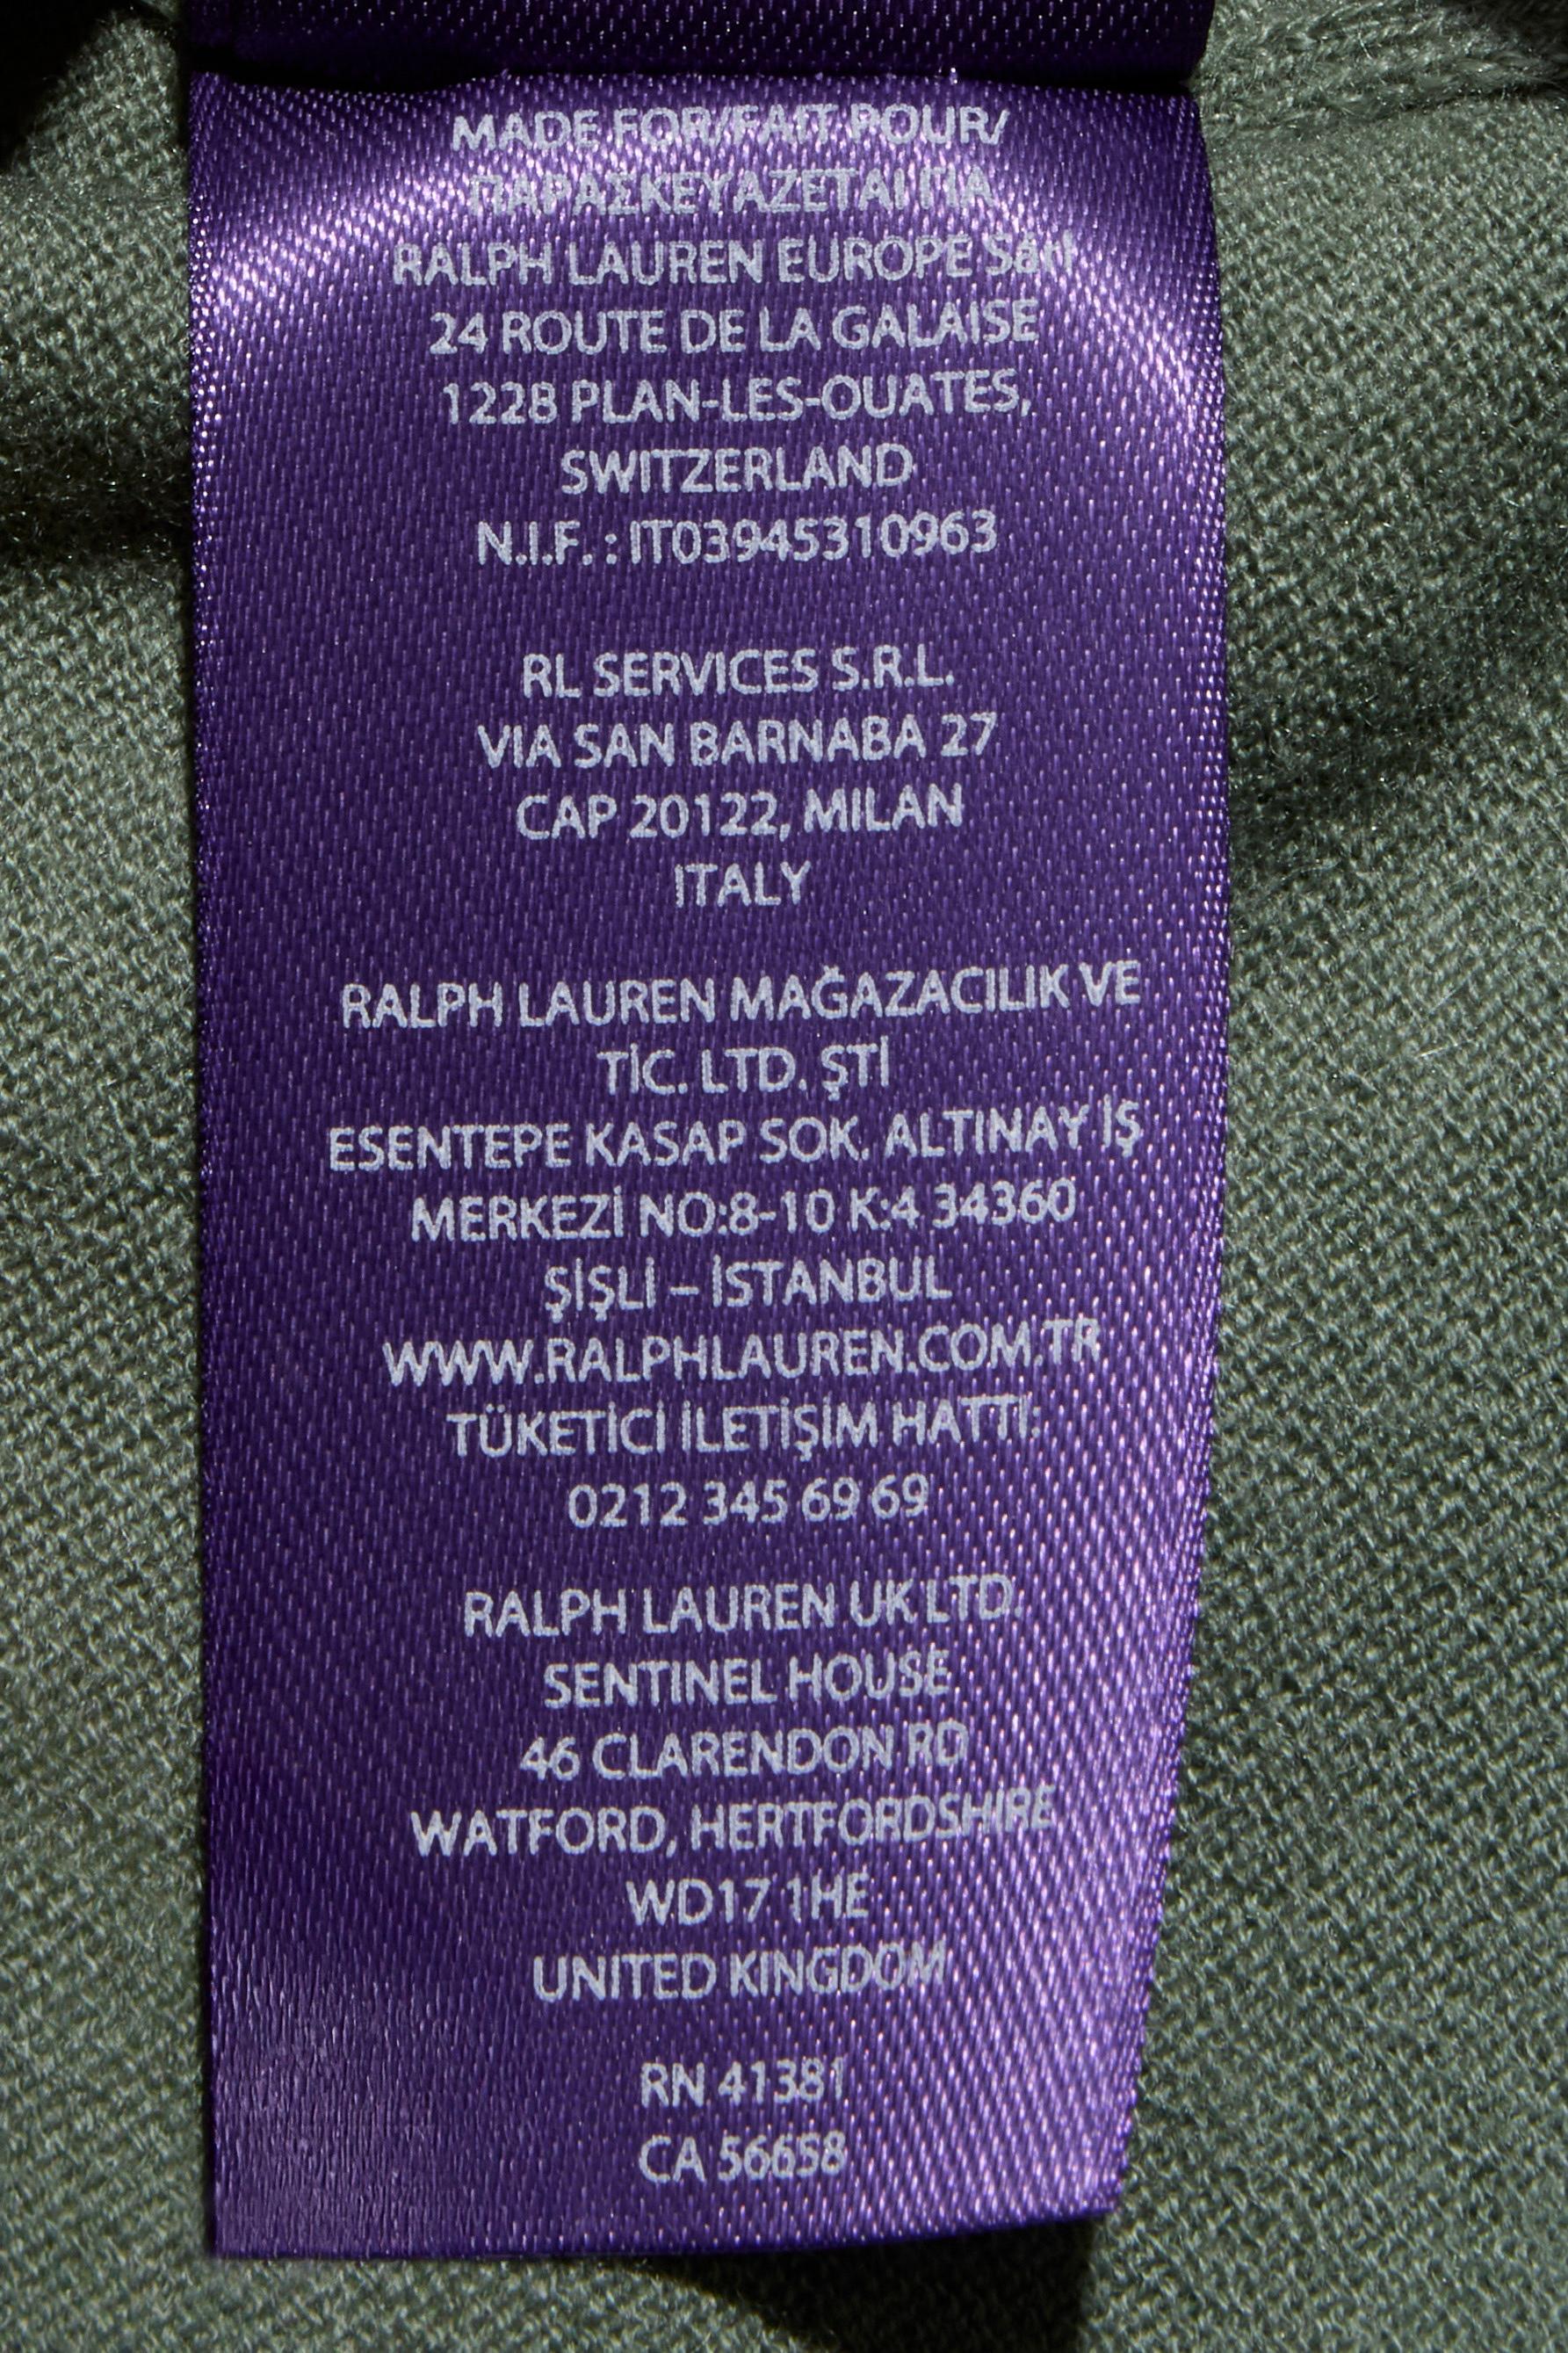 MADE FOR/FAIT POUR/
ΠΑΡΑΣΚΕΥΑΖΕΤΑΙ ΓΙΑ
RALPH LAUREN EUROPE Sàrl
24 ROUTE DE LA GALAISE
1228 PLAN-LES-OUATES,
SWITZERLAND
N.I.F. : IT03945310963
RL SERVICES S.R.L.
VIA SAN BARNABA 27
CAP 20122, MILAN
ITALY
RALPH LAUREN MAĞAZACILIK VE
TİC. LTD. ŞTİ
ESENTEPE KASAP SOK. ALTINAY İŞ
MERKEZİ NO:8-10 K:4 34360
ŞİŞLİ – İSTANBUL
WWW.RALPHLAUREN.COM.TR
TÜKETİCİ İLETİŞİM HATTI:
0212 345 69 69
RALPH LAUREN UK LTD.
SENTINEL HOUSE
46 CLARENDON RD
WATFORD, HERTFORDSHIRE
WD17 1HE
UNITED KINGDOM
RN 41381
CA 56658